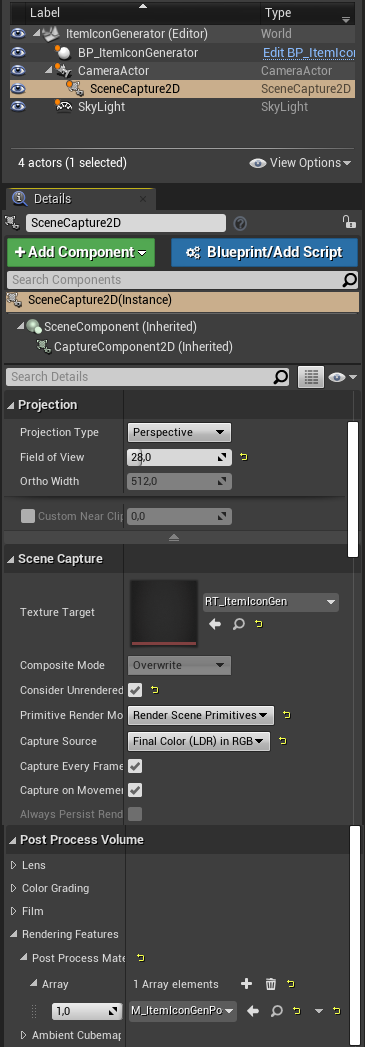 Label Type
ItemIconGenerator (Editor) World
BP_ItemIconGenerator Edit BP_ItemIcon
CameraActor CameraActor
SceneCapture2D SceneCapture2D
SkyLight SkyLight
4 actors (1 selected) View Options
Details
SceneCapture2D
+ Add Component Blueprint/Add Script
Search Components
SceneCapture2D(Instance)
SceneComponent (Inherited)
CaptureComponent2D (Inherited)
Search Details
Projection
Projection Type Perspective
Field of View 28,0
Ortho Width 512,0
Custom Near Clip 0,0
Scene Capture
Texture Target RT_ItemIconGen
Composite Mode Overwrite
Consider Unrendered
Primitive Render Mo Render Scene Primitives
Capture Source Final Color (LDR) in RGB
Capture Every Frame
Capture on Movemen
Always Persist Rend
Post Process Volume
Lens
Color Grading
Film
Rendering Features
Post Process Mate
Array 1 Array elements
1,0 M_ItemIconGenPo
Ambient Cubemap